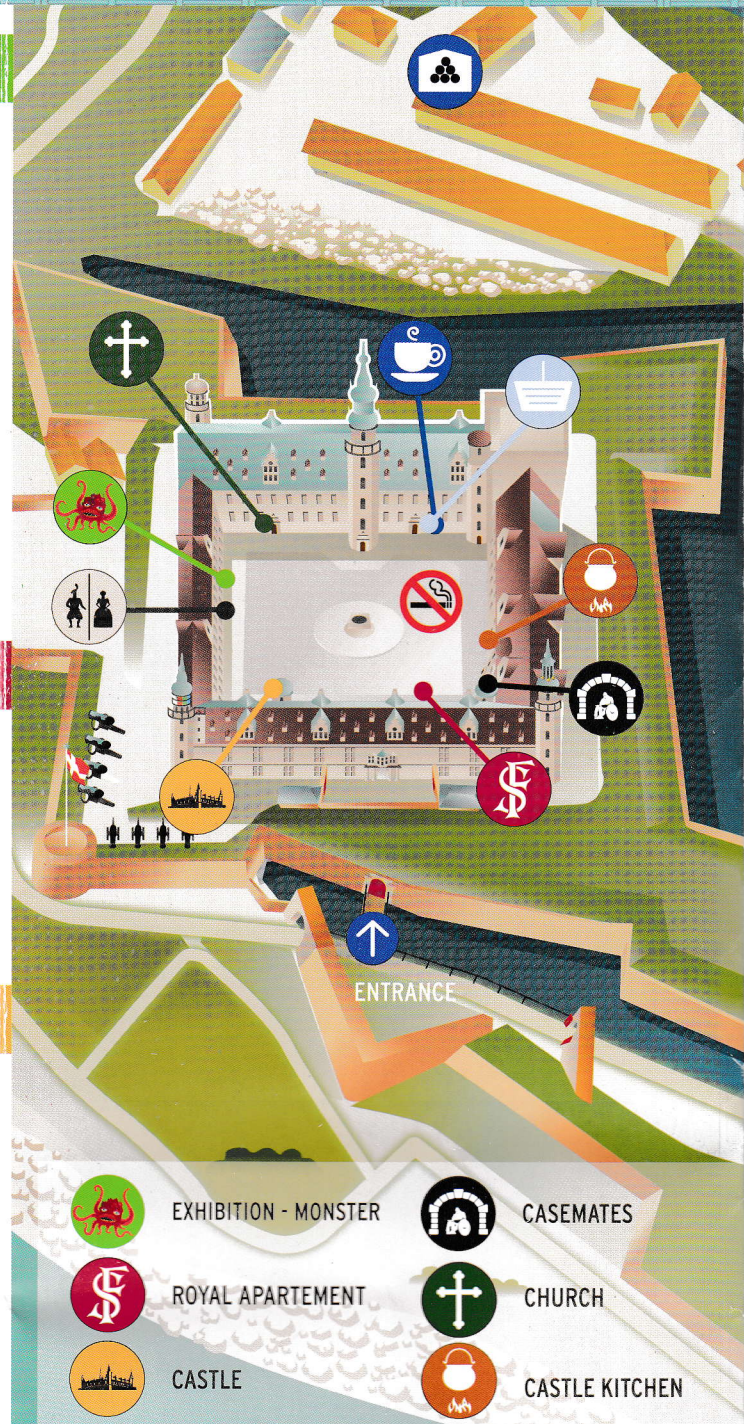 ENTRANCE
EXHIBITION - MONSTER
CASEMATES
ROYAL APARTEMENT
CHURCH
CASTLE
CASTLE KITCHEN